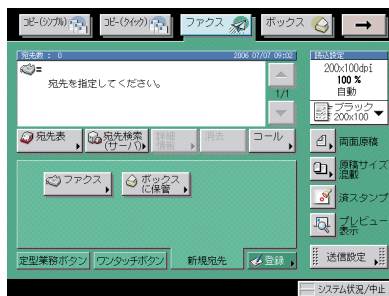 コピー(シンプル)
コピー(クイック)
ファクス
ボックス
宛先数 : 0
2006 07/07 09:02
読込設定
宛先を指定してください。
1/1
200×100dpi
100 %
自動
ブラック
200×100
宛先表
宛先検索
(サーバ)
詳細
情報
消去
コール
両面原稿
原稿サイズ
混載
済スタンプ
プレビュー
表示
ファクス
ボックス
に保管
定型業務ボタン
ワンタッチボタン
新規宛先
登録
送信設定
システム状況/中止